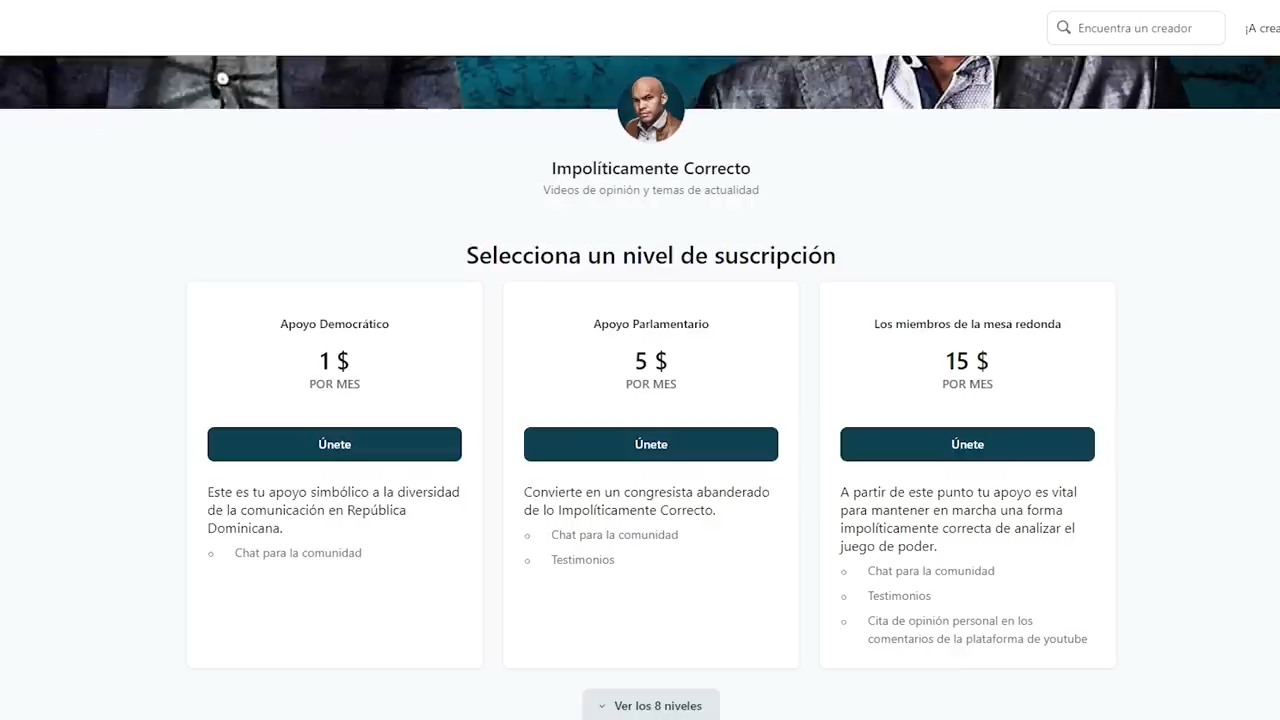 Encuentra un creador
¡A crea
Impolíticamente Correcto
Videos de opinión y temas de actualidad
Selecciona un nivel de suscripción
Apoyo Democrático
1 $
POR MES
Únete
Este es tu apoyo simbólico a la diversidad
de la comunicación en República
Dominicana.
Chat para la comunidad
Apoyo Parlamentario
5 $
POR MES
Únete
Convierte en un congresista abanderado
de lo Impolíticamente Correcto.
Chat para la comunidad
Testimonios
Los miembros de la mesa redonda
15 $
POR MES
Únete
A partir de este punto tu apoyo es vital
para mantener en marcha una forma
impolíticamente correcta de analizar el
juego de poder.
Chat para la comunidad
Testimonios
Cita de opinión personal en los
comentarios de la plataforma de youtube
Ver los 8 niveles